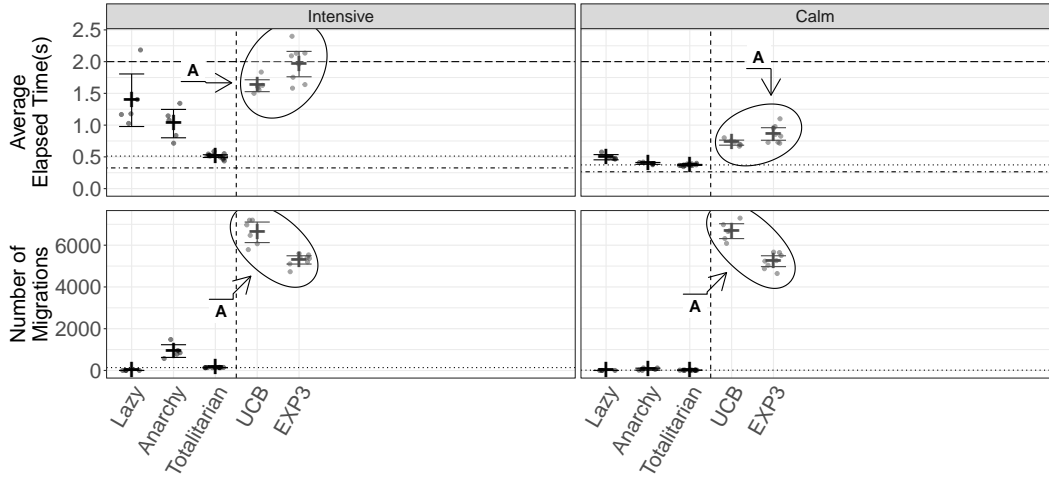 Intensive
Calm
Average
Elapsed Time(s)
2.5
2.0
1.5
1.0
0.5
0.0
A
A
Number of
Migrations
6000
4000
2000
0
A
A
Lazy
Anarchy
Totalitarian
UCB
EXP3
Lazy
Anarchy
Totalitarian
UCB
EXP3